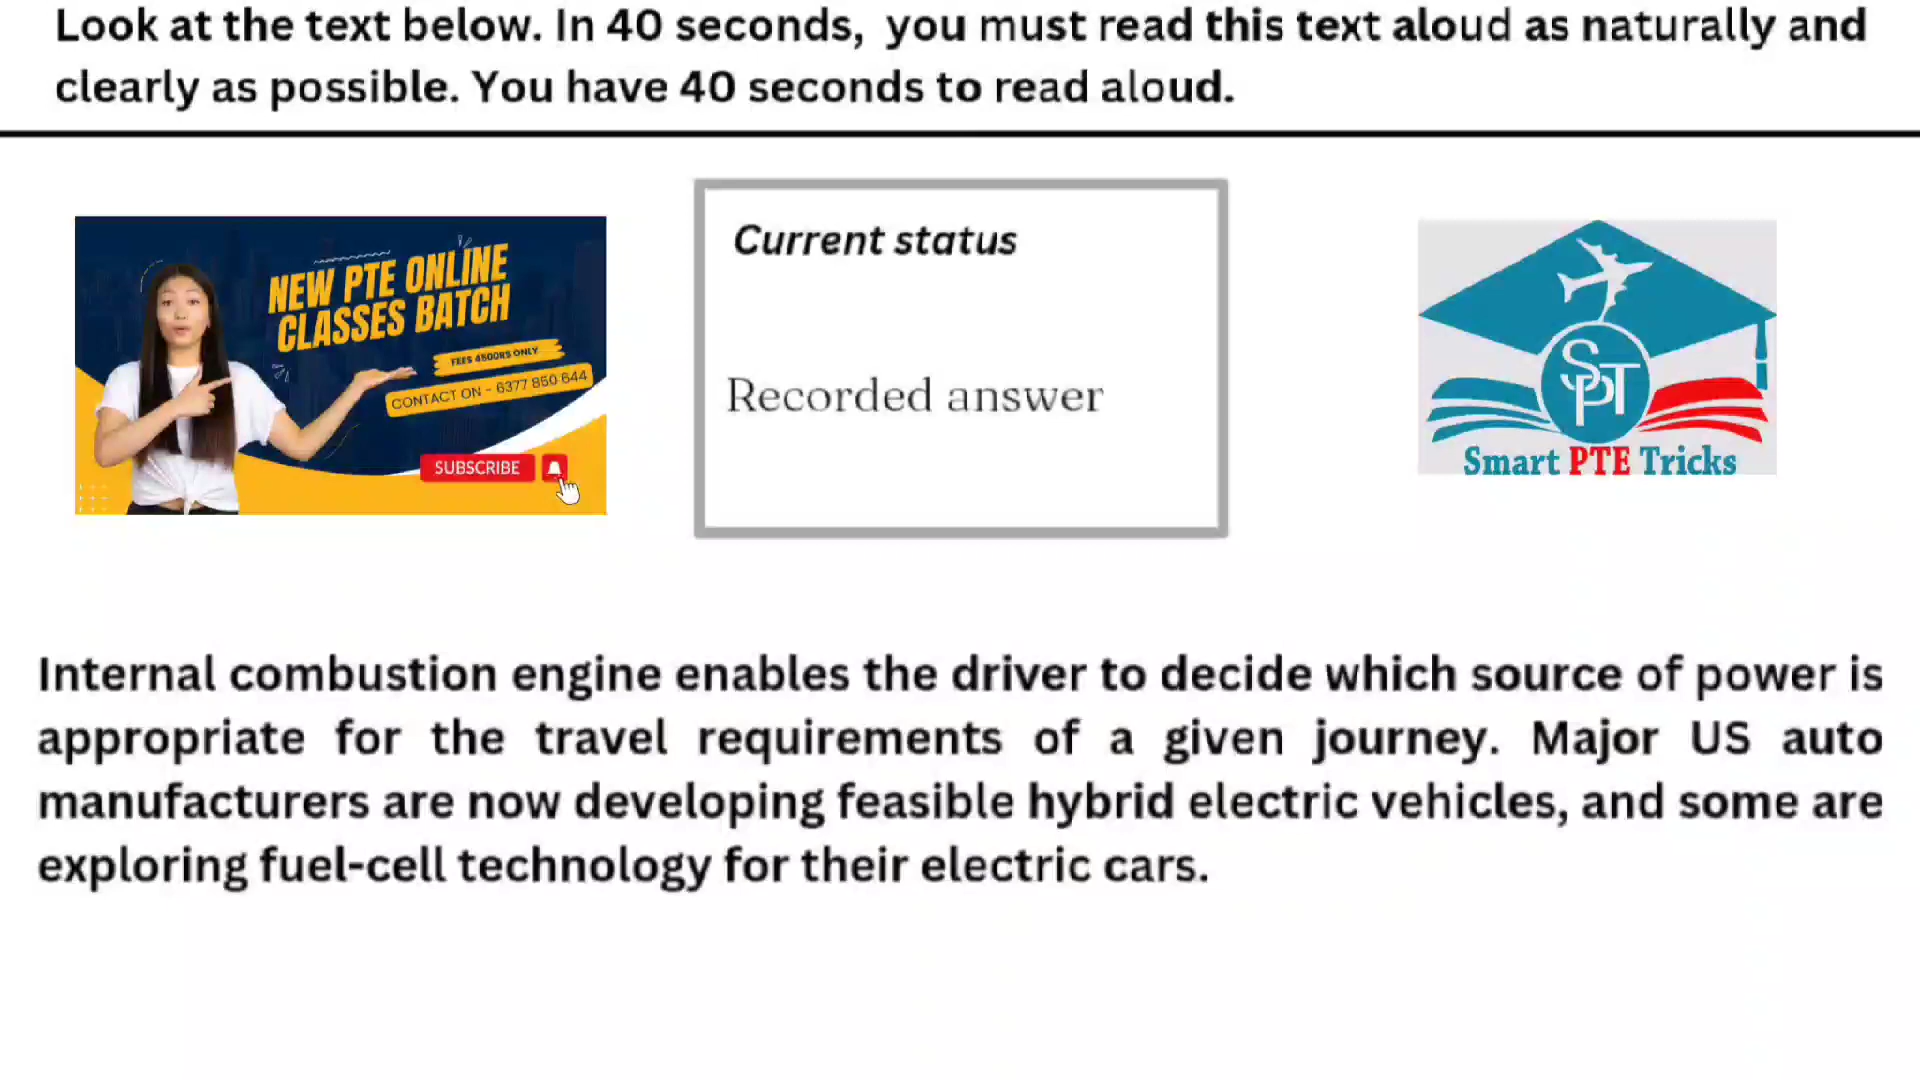 Look at the text below. In 40 seconds, you must read this text aloud as naturally and
clearly as possible. You have 40 seconds to read aloud.
NEW PTE ONLINE
CLASSES BATCH
FEES 4500RS ONLY
CONTACT ON - 6377 850 644
SUBSCRIBE
Current status
Recorded answer
SPT
Smart PTE Tricks
Internal combustion engine enables the driver to decide which source of power is
appropriate for the travel requirements of a given journey. Major US auto
manufacturers are now developing feasible hybrid electric vehicles, and some are
exploring fuel-cell technology for their electric cars.